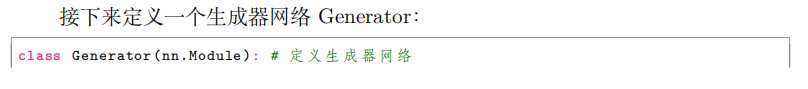 接下来定义一个生成器网络 Generator：
class Generator(nn.Module): # 定义生成器网络